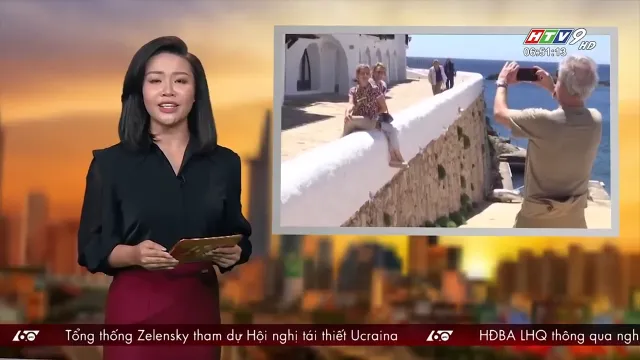 HTV9 HD
06:51:13
Tổng thống Zelensky tham dự Hội nghị tái thiết Ucraina
HĐBA LHQ thông qua ngh